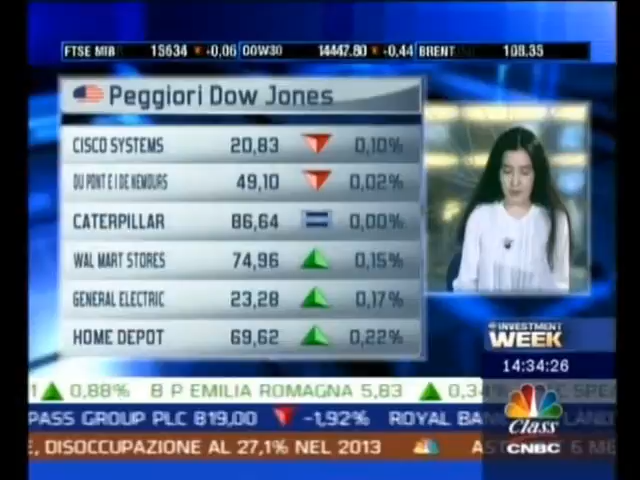 FTSE MIB 15634 -0,06 DOW30 14447.80 -0,44 BRENT 108.35
Peggiori Dow Jones
CISCO SYSTEMS 20,83 0,10%
DU PONT E I DE NEMOURS 49,10 0,02%
CATERPILLAR 86,64 0,00%
WAL MART STORES 74,96 0,15%
GENERAL ELECTRIC 23,28 0,17%
HOME DEPOT 69,62 0,22%
INVESTMENT
WEEK
14:34:26
1 0,88% B P EMILIA ROMAGNA 5,83 0,34
PASS GROUP PLC 819,00 -1,92% ROYAL
E, DISOCCUPAZIONE AL 27,1% NEL 2013
Class
CNBC